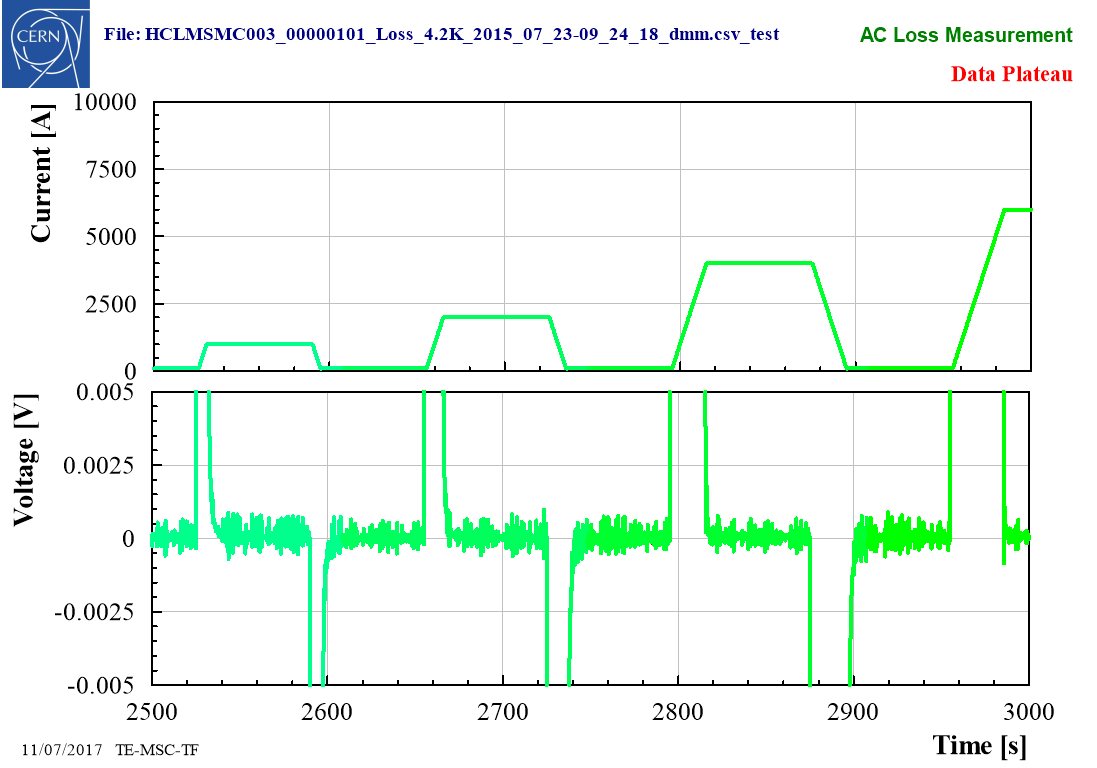 CERN
File: HCLMSMC003_00000101_Loss_4.2K_2015_07_23-09_24_18_dmm.csv_test
AC Loss Measurement
Data Plateau
Current [A]
10000
7500
5000
2500
0
Voltage [V]
0.005
0.0025
0
-0.0025
-0.005
2500 2600 2700 2800 2900 3000
Time [s]
11/07/2017 TE-MSC-TF